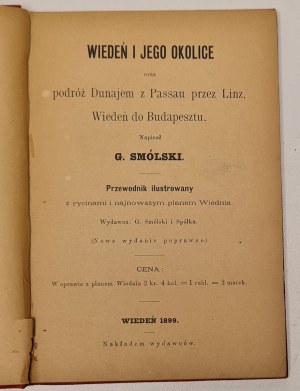 WIEDEŃ I JEGO OKOLICE
oraz
podróż Dunajem z Passau przez Linz,
Wiedeń do Budapesztu.
Napisał
G. SMÓLSKI.
Przewodnik ilustrowany
z rycinami i najnowszym planem Wiednia.
Wydawca: G. Smólski i Spółka.
(Nowe wydanie poprawne)
CENA:
W oprawie z planem Wiednia 2 kr. 4 hal. = 1 rubl. = 2 marek.
WIEDEŃ 1899.
Nakładem wydawców.